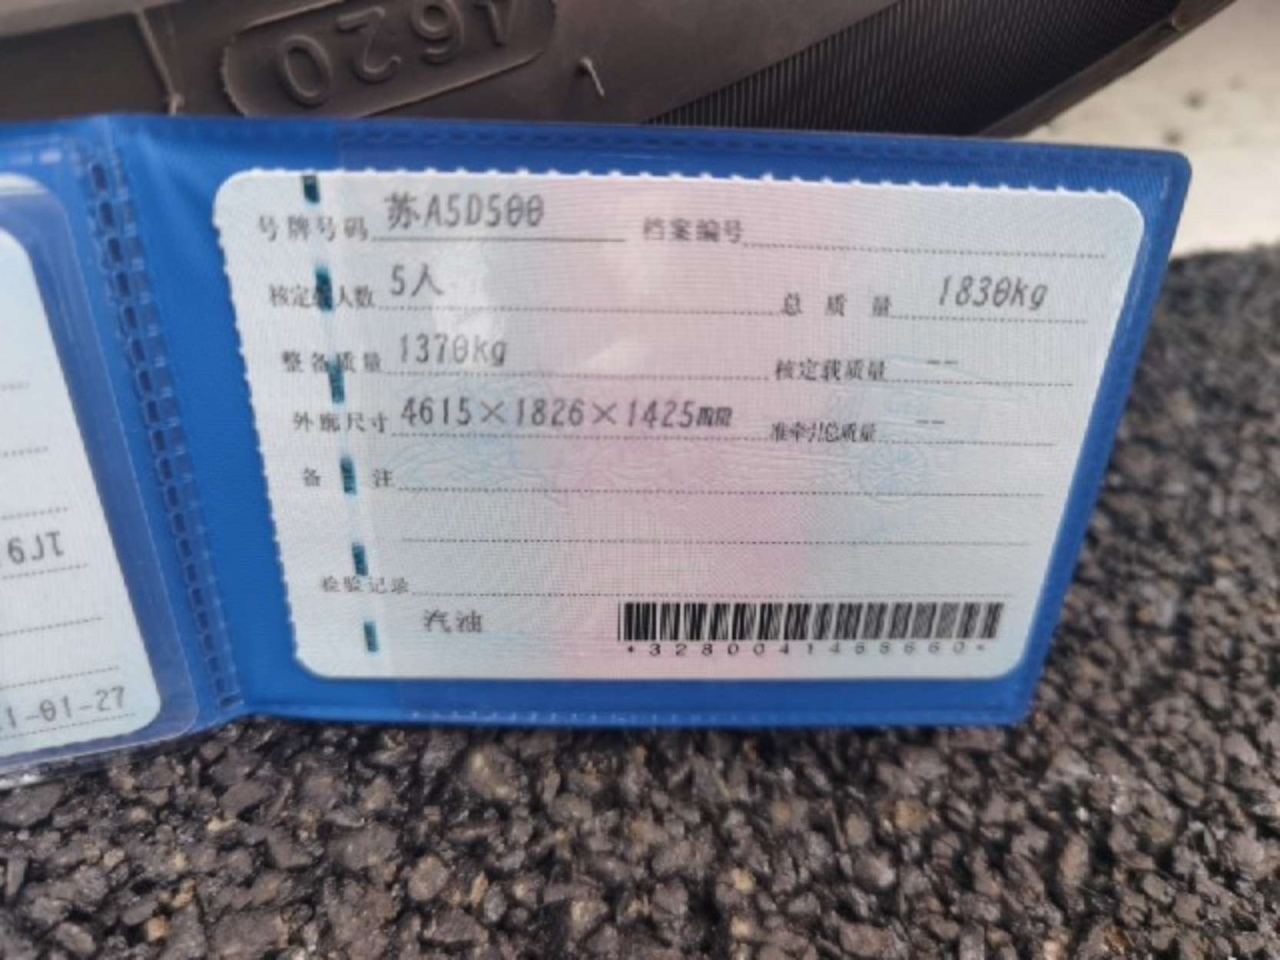 1620
号牌号码 苏A5D500 档案编号
核定载人数 5人 总质量 1830kg
整备质量 1370kg 核定载质量 --
外廓尺寸 4615×1826×1425mm 准牵引总质量 --
备注
检验记录
汽油
*3280041468660*
1-01-27